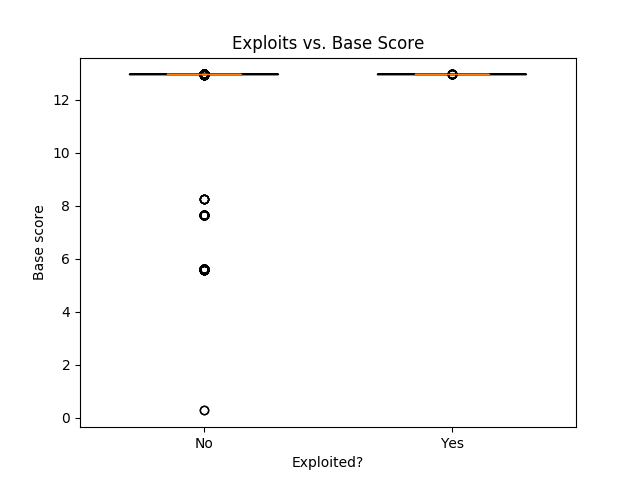 Exploits vs. Base Score
12
10
8
6
4
2
0
Base score
No Yes
Exploited?